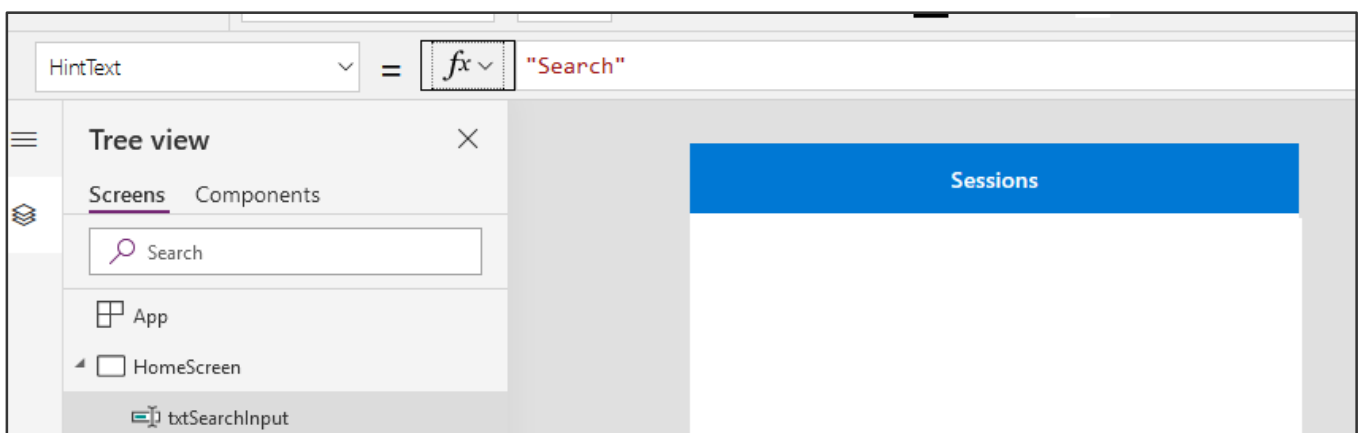 HintText = fx "Search"
Tree view
Sessions
Screens Components
Search
App
HomeScreen
txtSearchInput